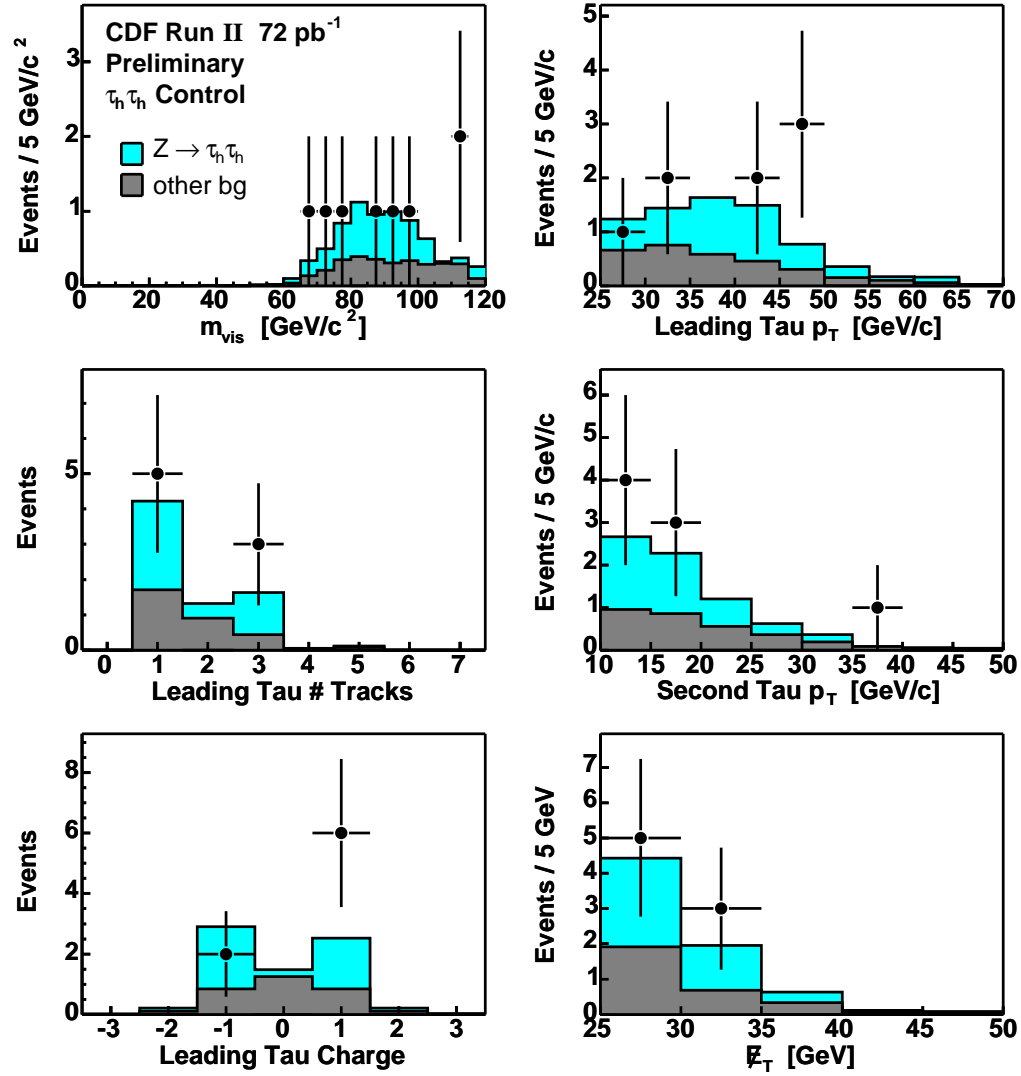 CDF Run II 72 pb⁻¹
Preliminary
τₕτₕ Control
Z → τₕτₕ
other bg
Events / 5 GeV/c²
0 1 2 3
0 20 40 60 80 100 120
m_vis [GeV/c²]
Events / 5 GeV/c
0 1 2 3 4 5
25 30 35 40 45 50 55 60 65 70
Leading Tau p_T [GeV/c]
Events
0 5
0 1 2 3 4 5 6 7
Leading Tau # Tracks
Events / 5 GeV/c
0 1 2 3 4 5 6
10 15 20 25 30 35 40 45 50
Second Tau p_T [GeV/c]
Events
0 2 4 6 8
-3 -2 -1 0 1 2 3
Leading Tau Charge
Events / 5 GeV
0 1 2 3 4 5 6 7
25 30 35 40 45 50
E̸_T [GeV]